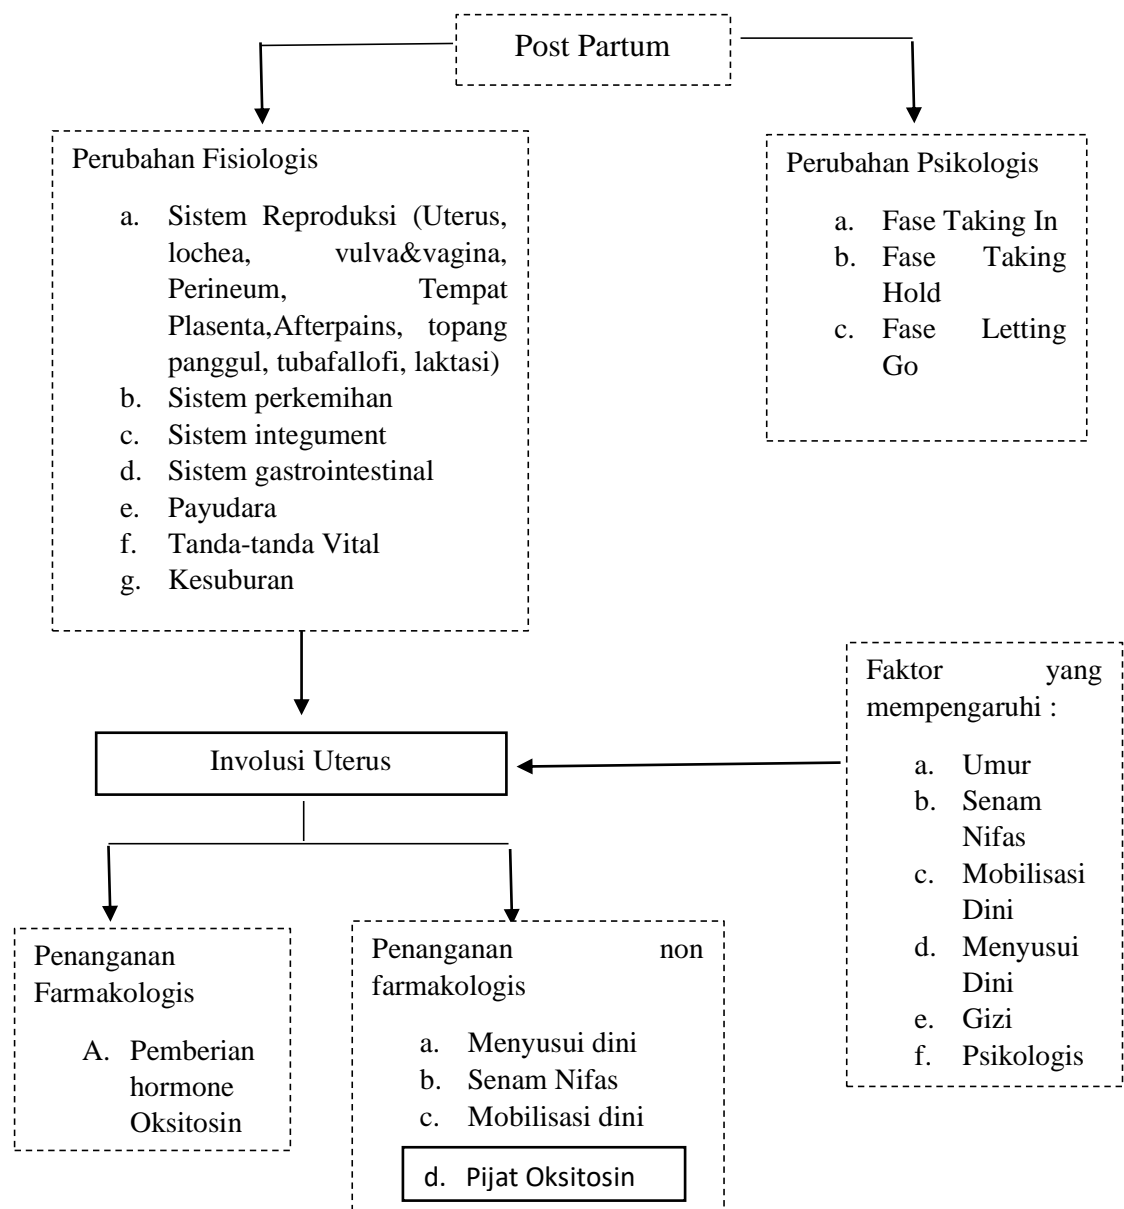 Post Partum
Perubahan Fisiologis
a. Sistem Reproduksi (Uterus,
lochea, vulva&vagina,
Perineum, Tempat
Plasenta,Afterpains, topang
panggul, tubafallofi, laktasi)
b. Sistem perkemihan
c. Sistem integument
d. Sistem gastrointestinal
e. Payudara
f. Tanda-tanda Vital
g. Kesuburan
Perubahan Psikologis
a. Fase Taking In
b. Fase Taking
Hold
c. Fase Letting
Go
Involusi Uterus
Faktor yang
mempengaruhi :
a. Umur
b. Senam
Nifas
c. Mobilisasi
Dini
d. Menyusui
Dini
e. Gizi
f. Psikologis
Penanganan
Farmakologis
A. Pemberian
hormone
Oksitosin
Penanganan non
farmakologis
a. Menyusui dini
b. Senam Nifas
c. Mobilisasi dini
d. Pijat Oksitosin